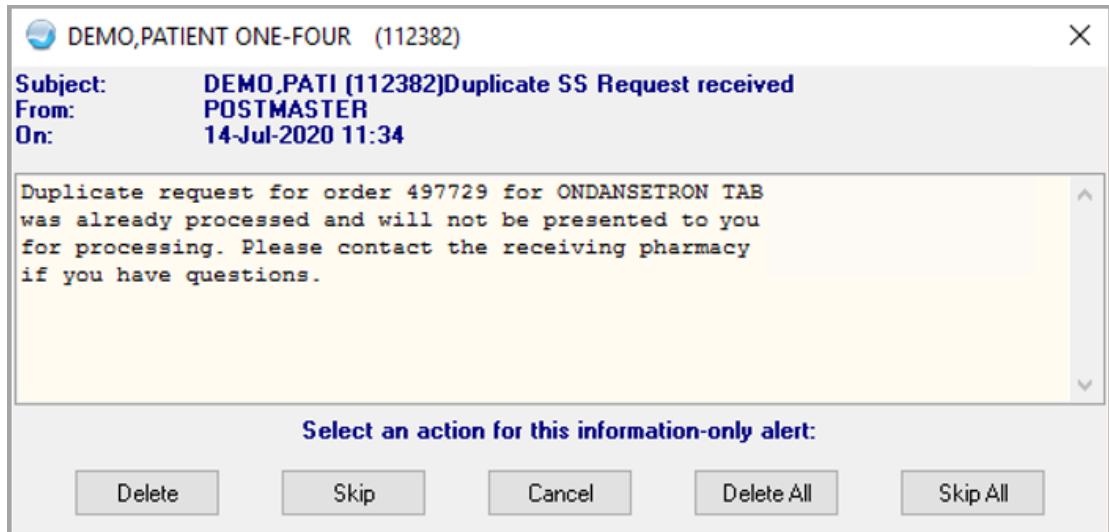 DEMO,PATIENT ONE-FOUR (112382)
Subject: DEMO,PATI (112382)Duplicate SS Request received
From: POSTMASTER
On: 14-Jul-2020 11:34
Duplicate request for order 497729 for ONDANSETRON TAB
was already processed and will not be presented to you
for processing. Please contact the receiving pharmacy
if you have questions.
Select an action for this information-only alert:
Delete Skip Cancel Delete All Skip All